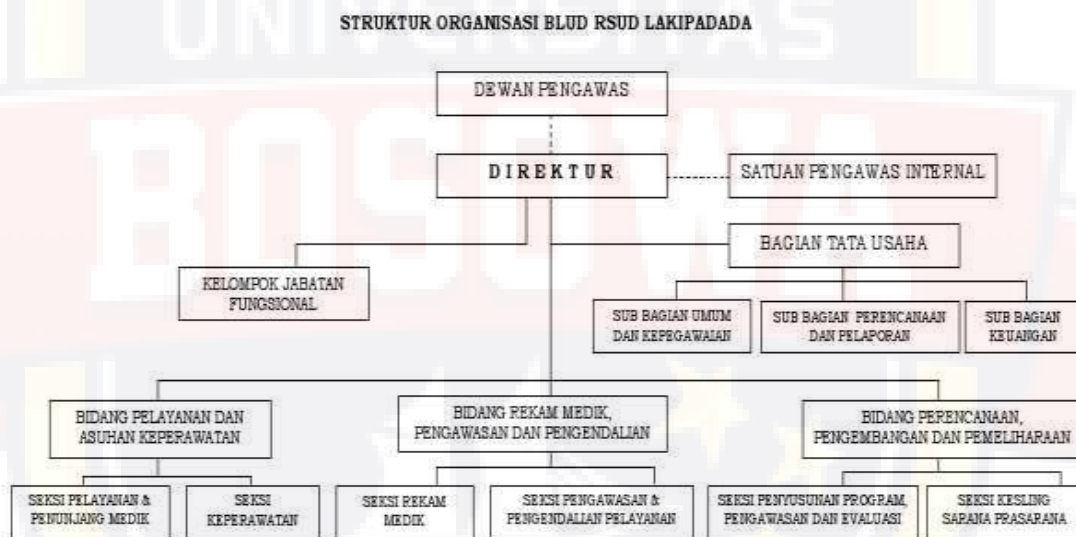 UNIVERSITAS
BOSOWA
STRUKTUR ORGANISASI BLUD RSUD LAKIPADADA
DEWAN PENGAWAS
DIREKTUR
SATUAN PENGAWAS INTERNAL
BAGIAN TATA USAHA
KELOMPOK JABATAN
FUNGSIONAL
SUB BAGIAN UMUM
DAN KEPEGAWAIAN
SUB BAGIAN PERENCANAAN
DAN PELAPORAN
SUB BAGIAN
KEUANGAN
BIDANG PELAYANAN DAN
ASUHAN KEPERAWATAN
BIDANG REKAM MEDIK,
PENGAWASAN DAN PENGENDALIAN
BIDANG PERENCANAAN,
PENGEMBANGAN DAN PEMELIHARAAN
SEKSI PELAYANAN &
PENUNJANG MEDIK
SEKSI
KEPERAWATAN
SEKSI REKAM
MEDIK
SEKSI PENGAWASAN &
PENGENDALIAN PELAYANAN
SEKSI PENYUSUNAN PROGRAM,
PENGAWASAN DAN EVALUASI
SEKSI KESLING
SARANA PRASARANA